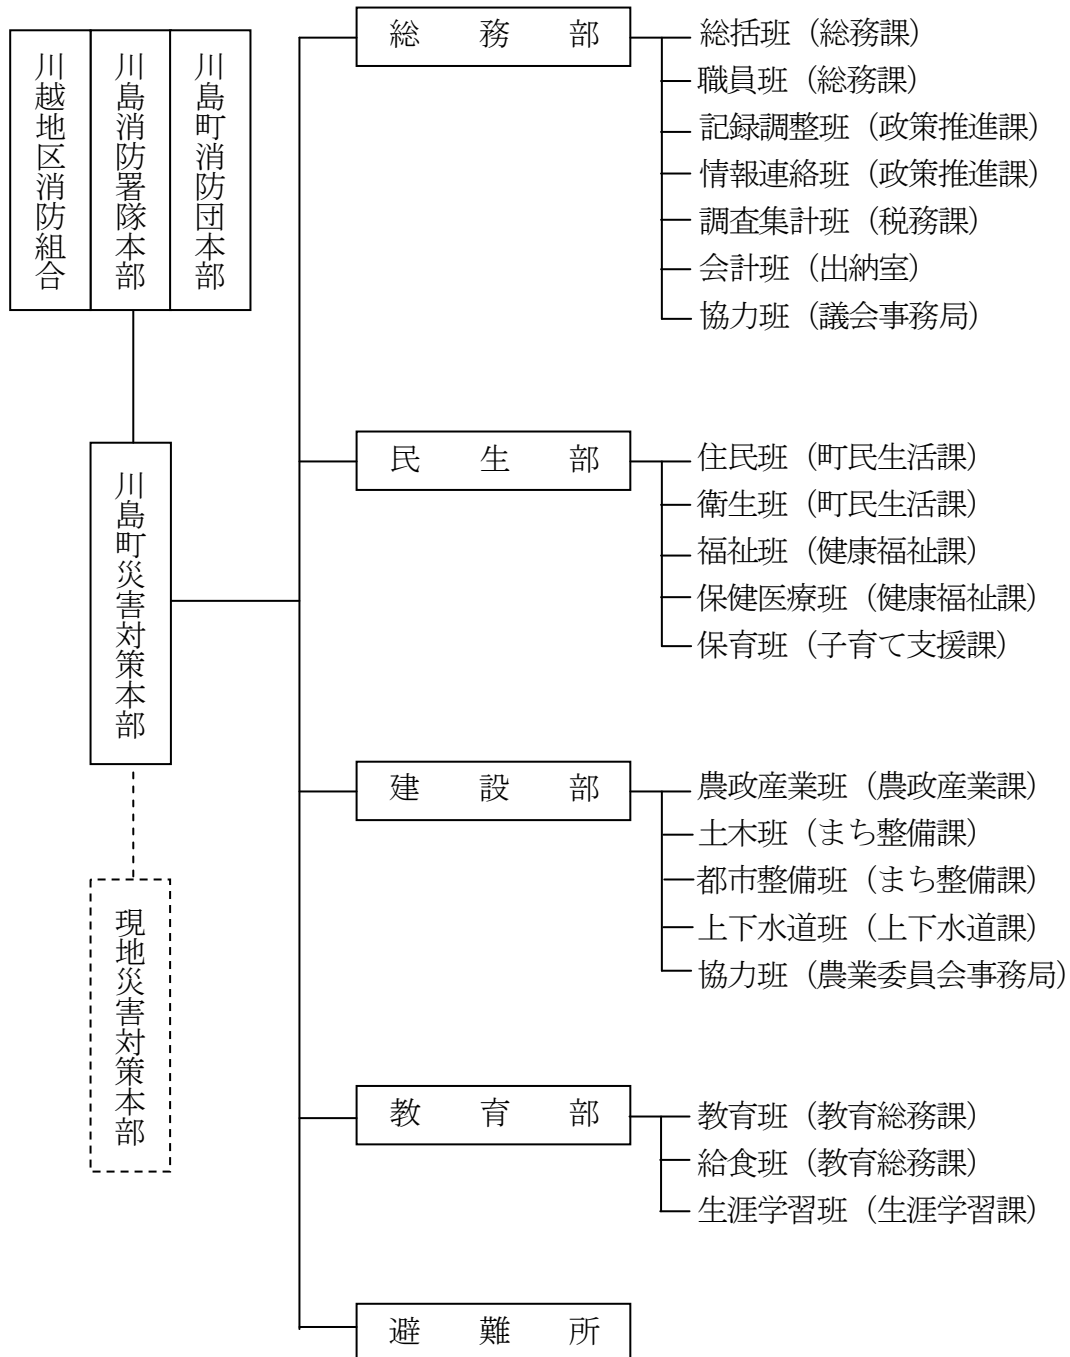 川越地区消防組合
川島消防署隊本部
川島町消防団本部
川島町災害対策本部
現地災害対策本部
総務部
総括班（総務課）
職員班（総務課）
記録調整班（政策推進課）
情報連絡班（政策推進課）
調査集計班（税務課）
会計班（出納室）
協力班（議会事務局）
民生部
住民班（町民生活課）
衛生班（町民生活課）
福祉班（健康福祉課）
保健医療班（健康福祉課）
保育班（子育て支援課）
建設部
農政産業班（農政産業課）
土木班（まち整備課）
都市整備班（まち整備課）
上下水道班（上下水道課）
協力班（農業委員会事務局）
教育部
教育班（教育総務課）
給食班（教育総務課）
生涯学習班（生涯学習課）
避難所